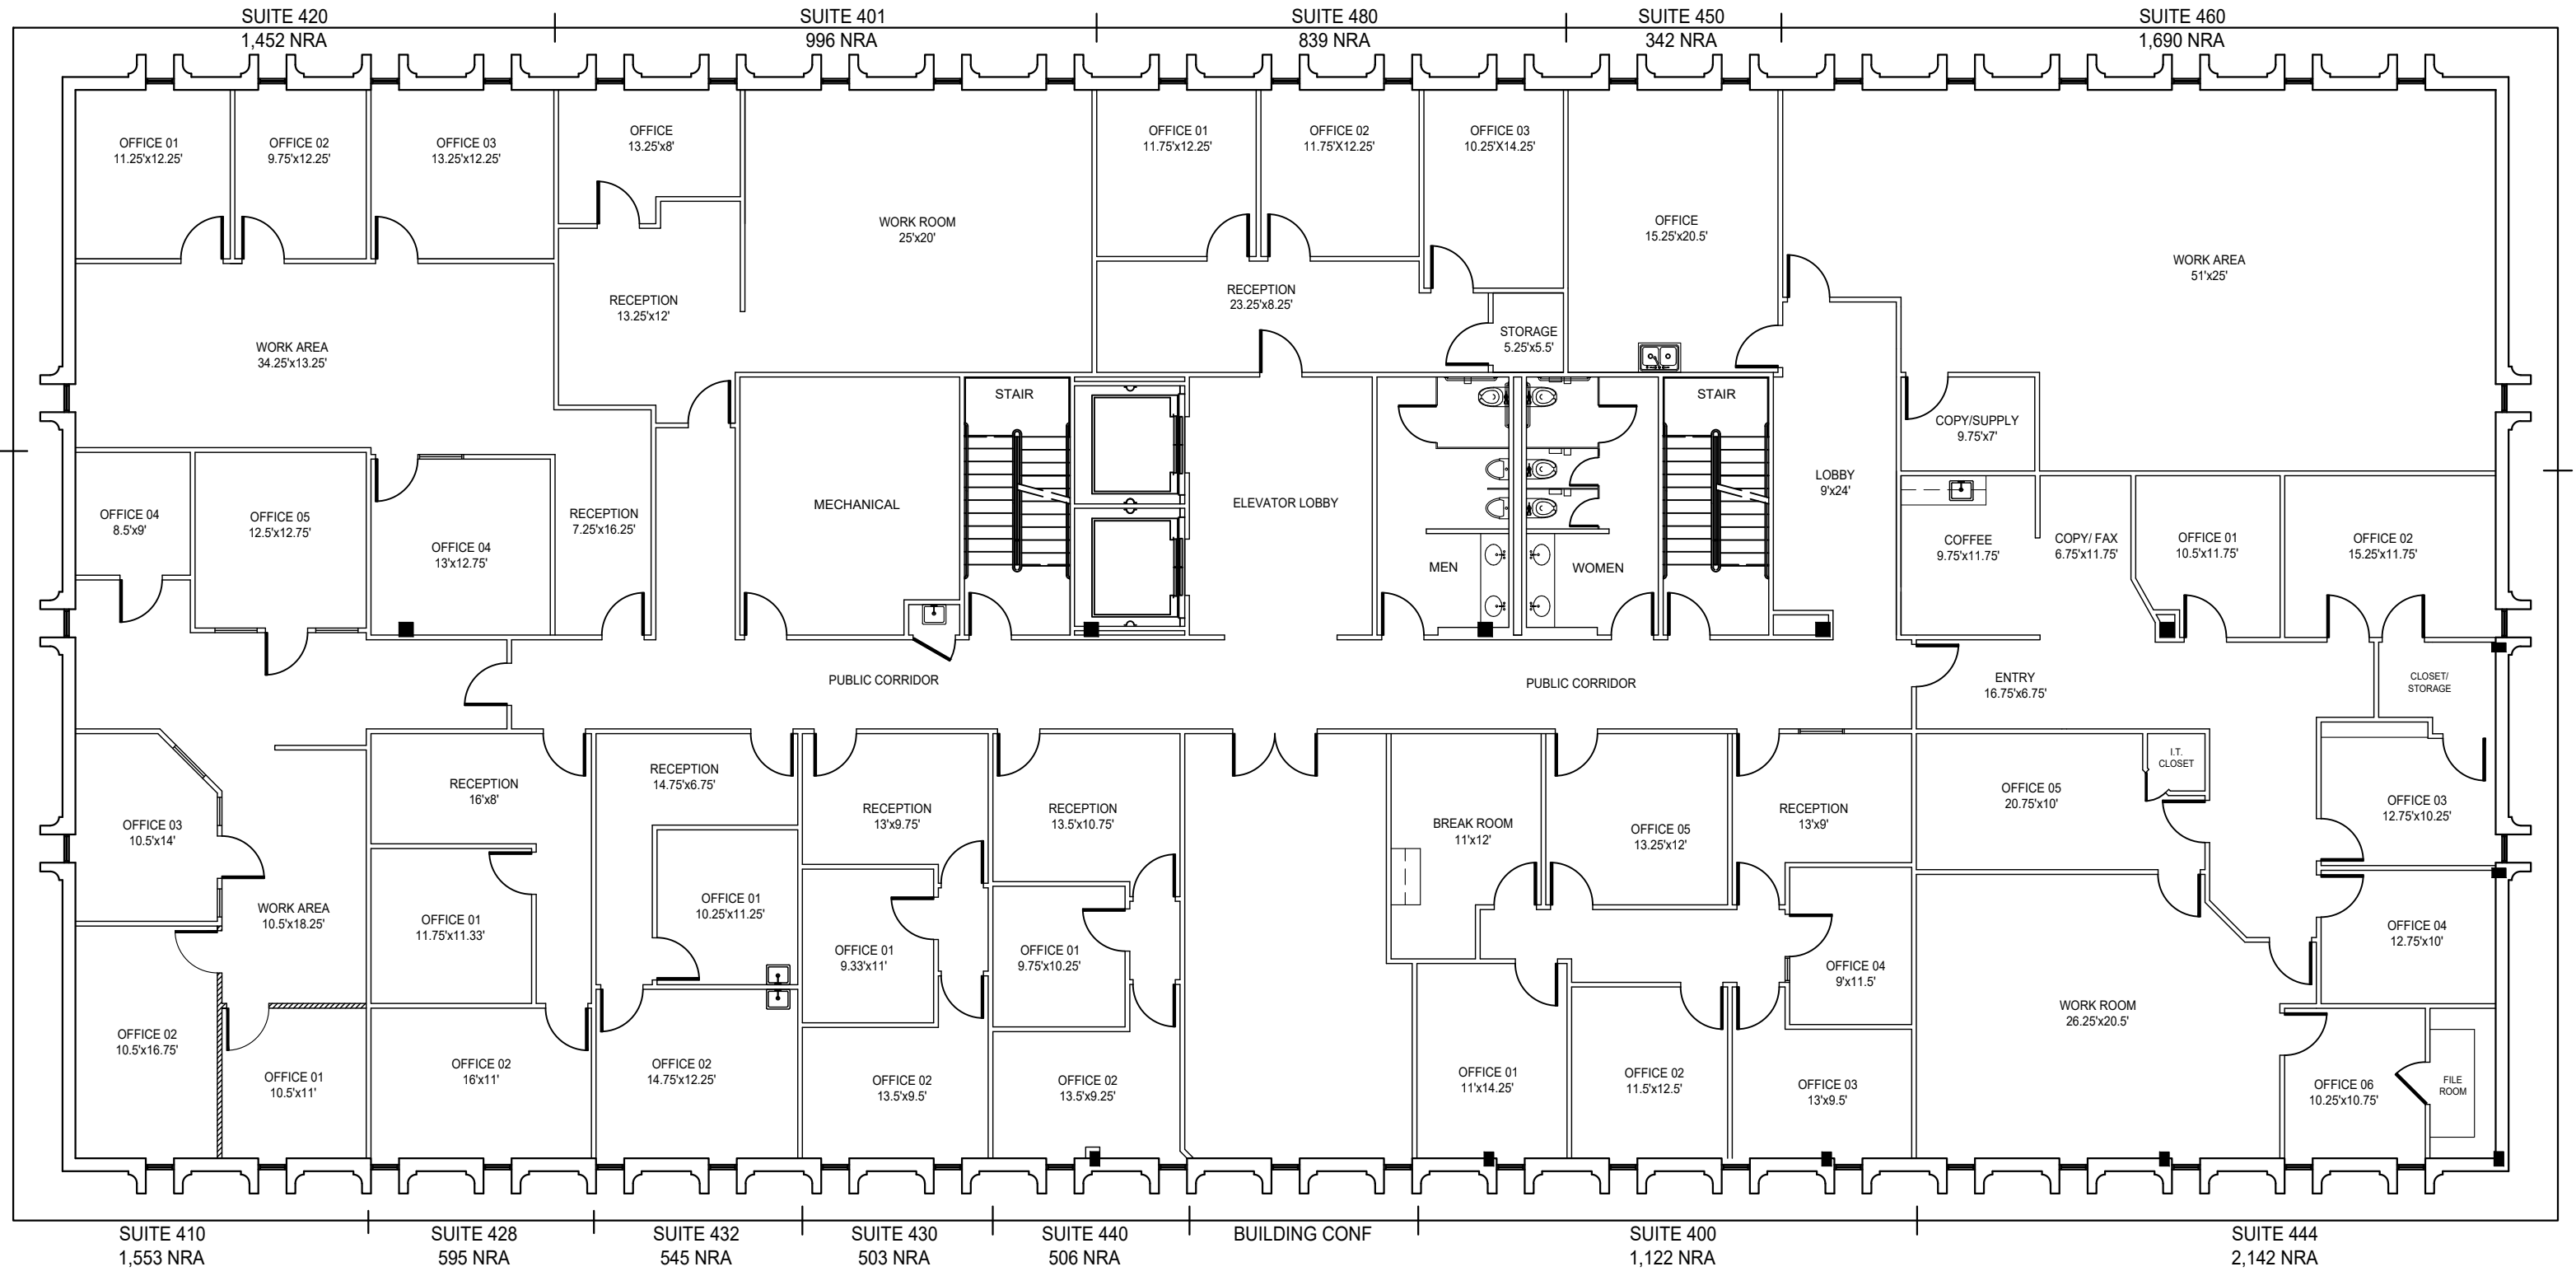 SUITE 420
1,452 NRA
SUITE 401
996 NRA
SUITE 480
839 NRA
SUITE 450
342 NRA
SUITE 460
1,690 NRA
OFFICE 01
11.25'x12.25'
OFFICE 02
9.75'x12.25'
OFFICE 03
13.25'x12.25'
OFFICE
13.25'x8'
WORK ROOM
25'x20'
OFFICE 01
11.75'x12.25'
OFFICE 02
11.75'X12.25'
OFFICE 03
10.25'X14.25'
OFFICE
15.25'x20.5'
WORK AREA
51'x25'
WORK AREA
34.25'x13.25'
RECEPTION
13.25'x12'
RECEPTION
23.25'x8.25'
STORAGE
5.25'x5.5'
STAIR
STAIR
COPY/SUPPLY
9.75'x7'
OFFICE 04
8.5'x9'
OFFICE 05
12.5'x12.75'
OFFICE 04
13'x12.75'
RECEPTION
7.25'x16.25'
MECHANICAL
ELEVATOR LOBBY
MEN
WOMEN
LOBBY
9'x24'
COFFEE
9.75'x11.75'
COPY/ FAX
6.75'x11.75'
OFFICE 01
10.5'x11.75'
OFFICE 02
15.25'x11.75'
PUBLIC CORRIDOR
PUBLIC CORRIDOR
ENTRY
16.75'x6.75'
CLOSET/
STORAGE
OFFICE 03
10.5'x14'
RECEPTION
16'x8'
RECEPTION
14.75'x6.75'
RECEPTION
13'x9.75'
RECEPTION
13.5'x10.75'
BREAK ROOM
11'x12'
OFFICE 05
13.25'x12'
RECEPTION
13'x9'
OFFICE 05
20.75'x10'
I.T.
CLOSET
OFFICE 03
12.75'x10.25'
WORK AREA
10.5'x18.25'
OFFICE 01
11.75'x11.33'
OFFICE 01
10.25'x11.25'
OFFICE 01
9.33'x11'
OFFICE 01
9.75'x10.25'
OFFICE 04
9'x11.5'
OFFICE 04
12.75'x10'
OFFICE 02
10.5'x16.75'
OFFICE 01
10.5'x11'
OFFICE 02
16'x11'
OFFICE 02
14.75'x12.25'
OFFICE 02
13.5'x9.5'
OFFICE 02
13.5'x9.25'
OFFICE 01
11'x14.25'
OFFICE 02
11.5'x12.5'
OFFICE 03
13'x9.5'
WORK ROOM
26.25'x20.5'
OFFICE 06
10.25'x10.75'
FILE
ROOM
SUITE 410
1,553 NRA
SUITE 428
595 NRA
SUITE 432
545 NRA
SUITE 430
503 NRA
SUITE 440
506 NRA
BUILDING CONF
SUITE 400
1,122 NRA
SUITE 444
2,142 NRA